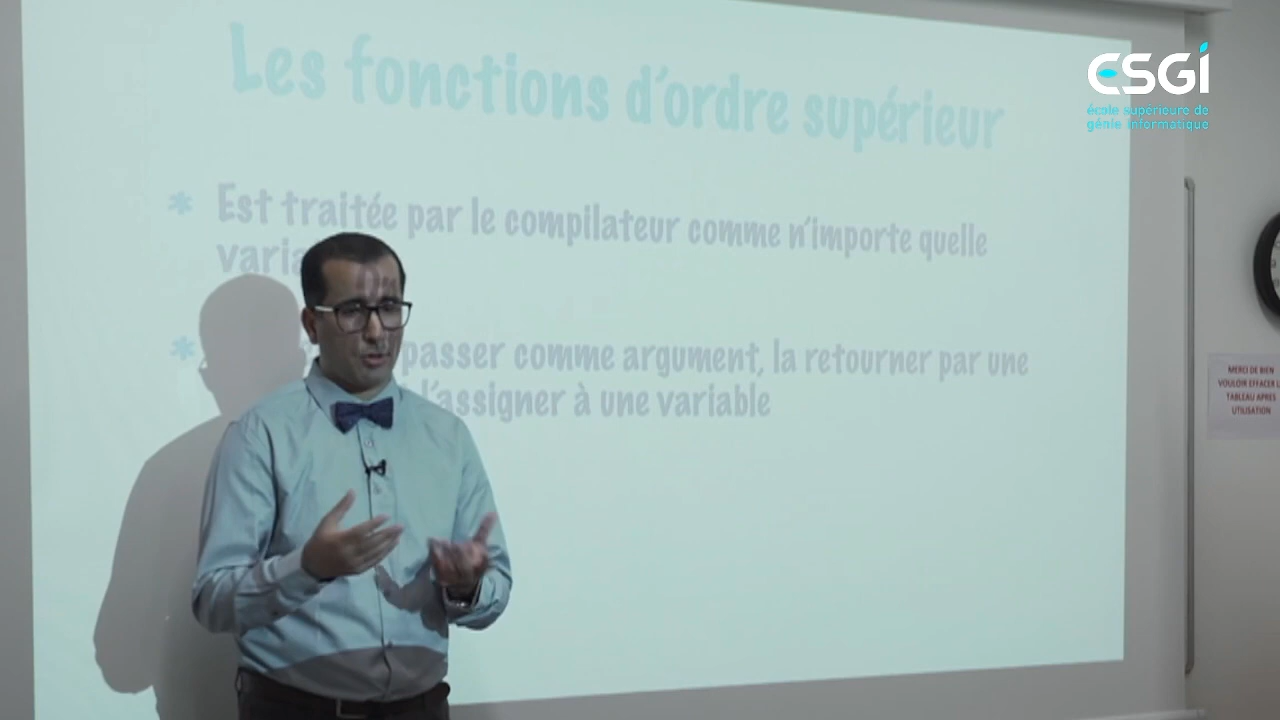 Les fonctions d'ordre supérieur
* Est traitée par le compilateur comme n'importe quelle
* passer comme argument, la retourner par une
l'assigner à une variable
ESGI
école supérieure de
génie informatique
MERCI DE BIEN
VOULOIR EFFACER
TABLEAU APRES
UTILISATION